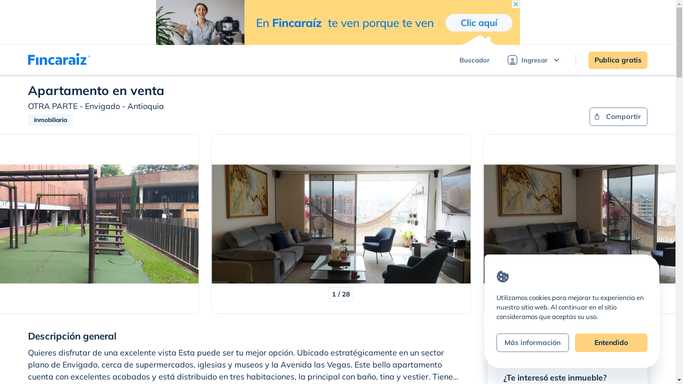 En Fincaraíz te ven porque te ven
Clic aquí
Fincaraíz
Buscador
Ingresar
Publica gratis
Apartamento en venta
OTRA PARTE - Envigado - Antioquia
Inmobiliaria
Compartir
1 / 28
Descripción general
Quieres disfrutar de una excelente vista Esta puede ser tu mejor opción. Ubicado estratégicamente en un sector
plano de Envigado, cerca de supermercados, iglesias y museos y la Avenida las Vegas. Este bello apartamento
cuenta con excelentes acabados y está distribuido en tres habitaciones, la principal con baño, tina y vestier. Tiene...
Utilizamos cookies para mejorar tu experiencia en
nuestro sitio web. Al continuar en el sitio
consideramos que aceptas su uso.
Más información
Entendido
¿Te interesó este inmueble?